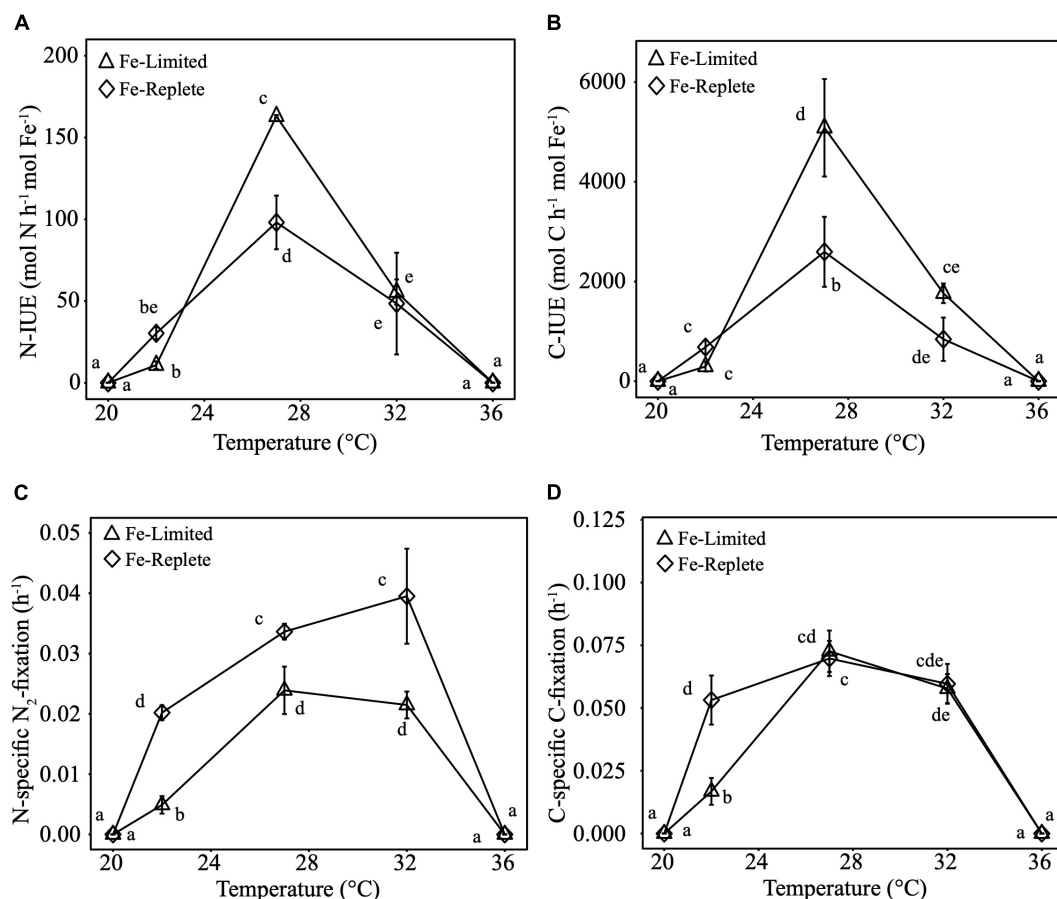 A
N-IUE (mol N h⁻¹ mol Fe⁻¹)
200
150
100
50
0
Fe-Limited
Fe-Replete
a
a
be
b
c
d
e
e
a
a
20
24
28
32
36
Temperature (°C)
B
C-IUE (mol C h⁻¹ mol Fe⁻¹)
6000
4000
2000
0
Fe-Limited
Fe-Replete
a
a
c
c
d
b
ce
de
a
a
20
24
28
32
36
Temperature (°C)
C
N-specific N₂-fixation (h⁻¹)
0.05
0.04
0.03
0.02
0.01
0.00
Fe-Limited
Fe-Replete
a
a
d
b
c
d
c
d
a
a
20
24
28
32
36
Temperature (°C)
D
C-specific C-fixation (h⁻¹)
0.125
0.100
0.075
0.050
0.025
0.000
Fe-Limited
Fe-Replete
a
a
d
b
cd
c
cde
de
a
a
20
24
28
32
36
Temperature (°C)